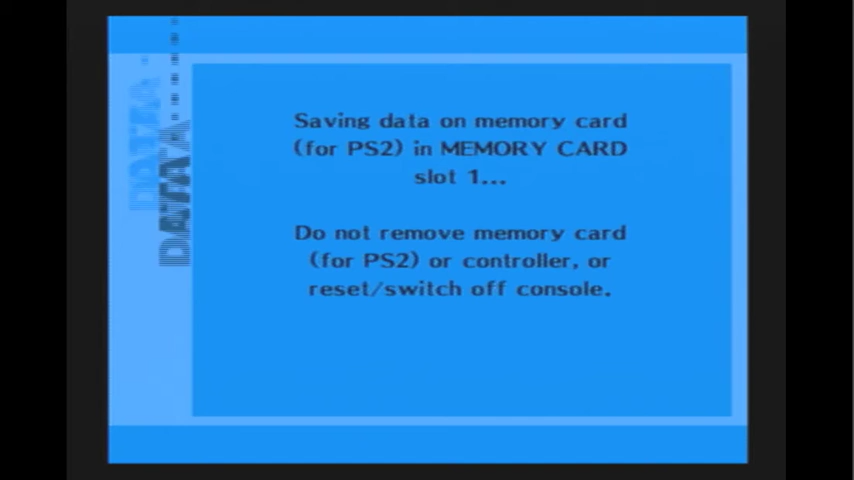 Saving data on memory card
(for PS2) in MEMORY CARD
slot 1...
Do not remove memory card
(for PS2) or controller, or
reset/switch off console.
DATA
DATA